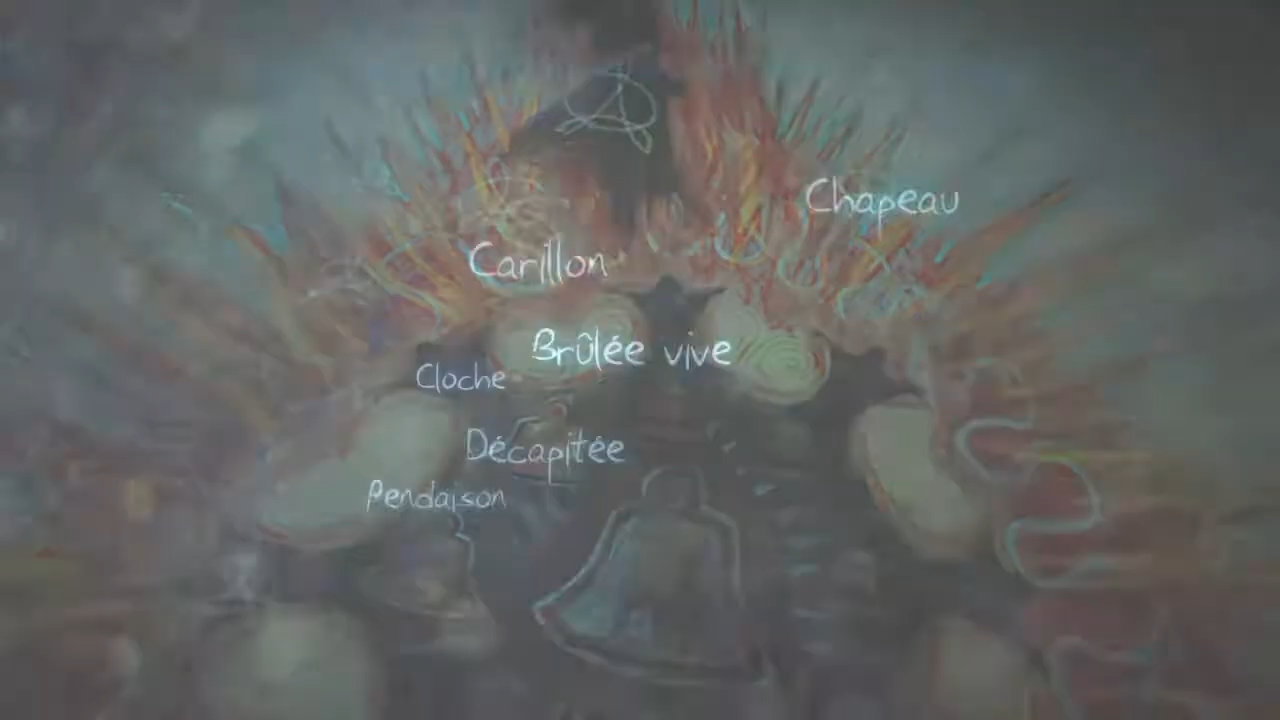 Chapeau
Carillon
Brûlée vive
Cloche
Décapitée
Pendaison